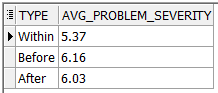 TYPE AVG_PROBLEM_SEVERITY
Within 5.37
Before 6.16
After 6.03